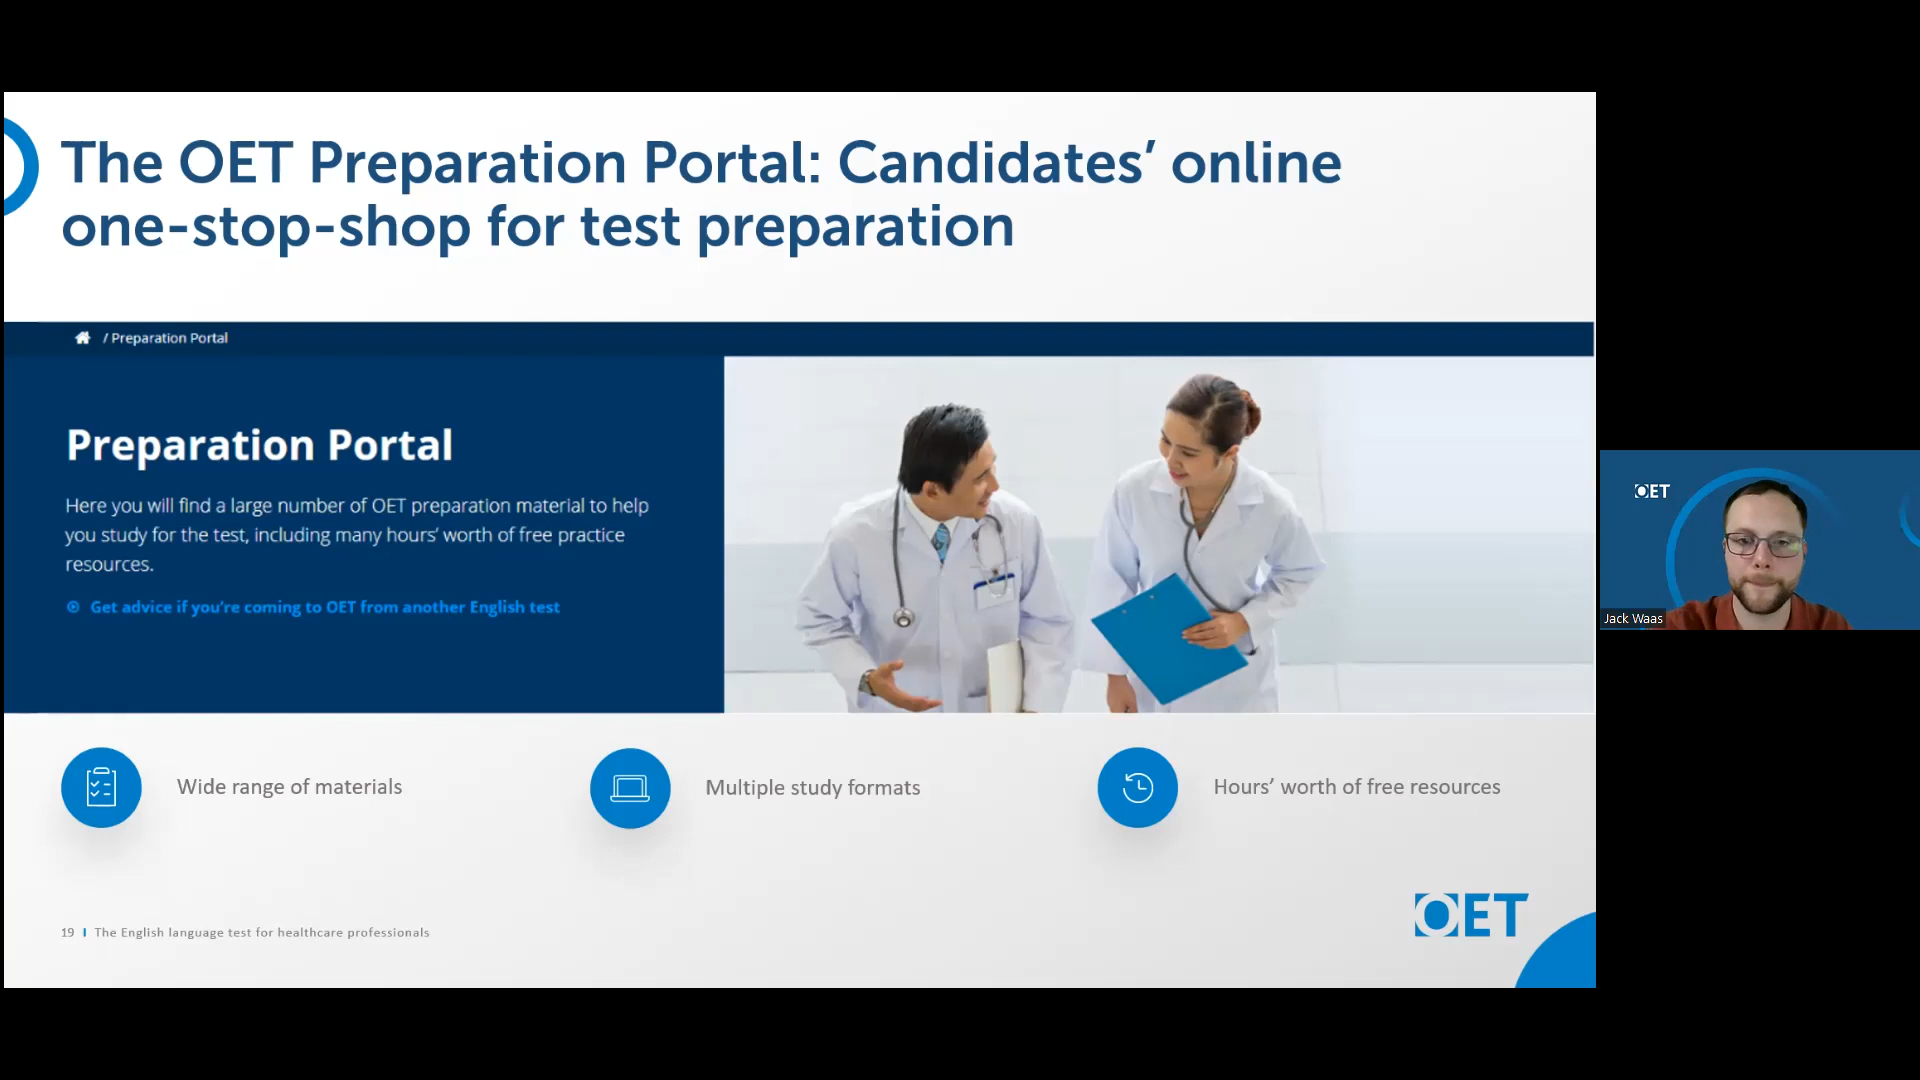 The OET Preparation Portal: Candidates’ online
one-stop-shop for test preparation
/ Preparation Portal
Preparation Portal
Here you will find a large number of OET preparation material to help
you study for the test, including many hours’ worth of free practice
resources.
Get advice if you’re coming to OET from another English test
Wide range of materials
Multiple study formats
Hours’ worth of free resources
19 | The English language test for healthcare professionals
OET
OET
Jack Waas